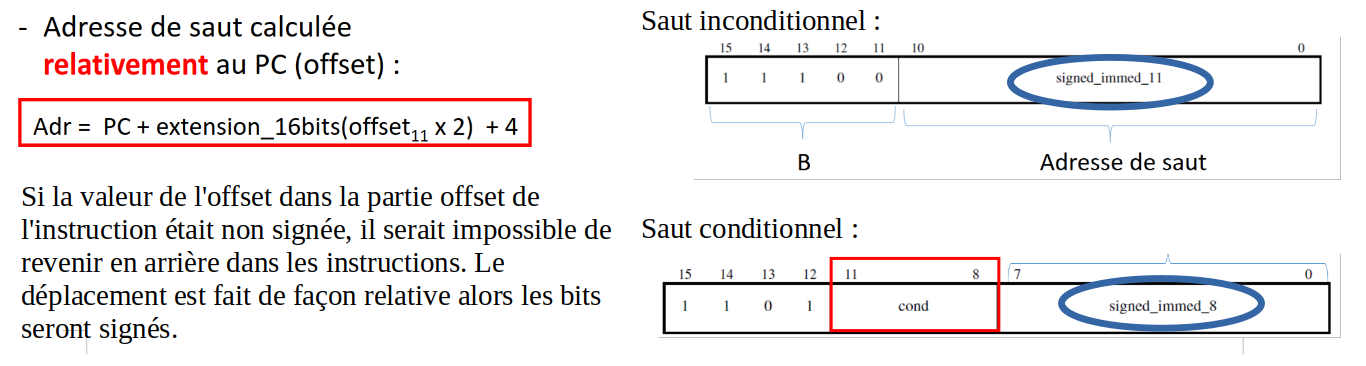 - Adresse de saut calculée
relativement au PC (offset) :
Adr = PC + extension_16bits(offset11 x 2) + 4
Si la valeur de l'offset dans la partie offset de
l'instruction était non signée, il serait impossible de
revenir en arrière dans les instructions. Le
déplacement est fait de façon relative alors les bits
seront signés.
Saut inconditionnel :
15 14 13 12 11 10 0
1 1 1 0 0 signed_immed_11
B Adresse de saut
Saut conditionnel :
15 14 13 12 11 8 7 0
1 1 0 1 cond signed_immed_8